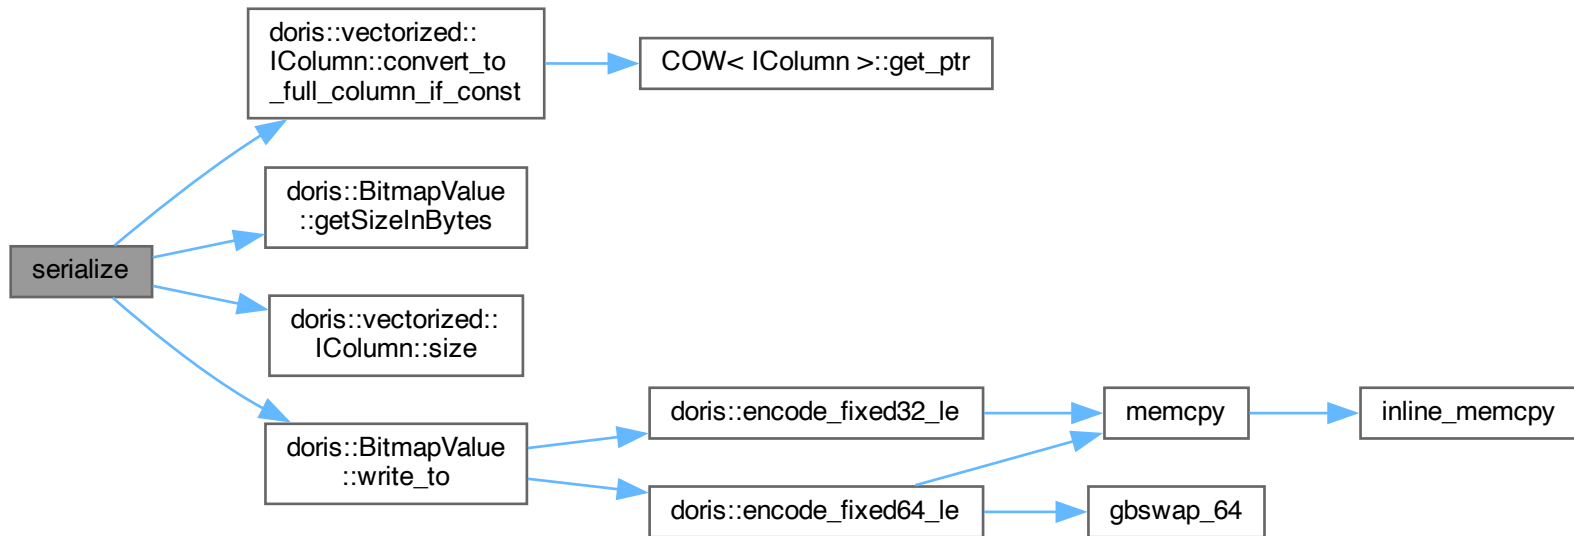 doris::vectorized::
IColumn::convert_to
_full_column_if_const
COW< IColumn >::get_ptr
doris::BitmapValue
::getSizeInBytes
serialize
doris::vectorized::
IColumn::size
doris::encode_fixed32_le
memcpy
inline_memcpy
doris::BitmapValue
::write_to
doris::encode_fixed64_le
gbswap_64